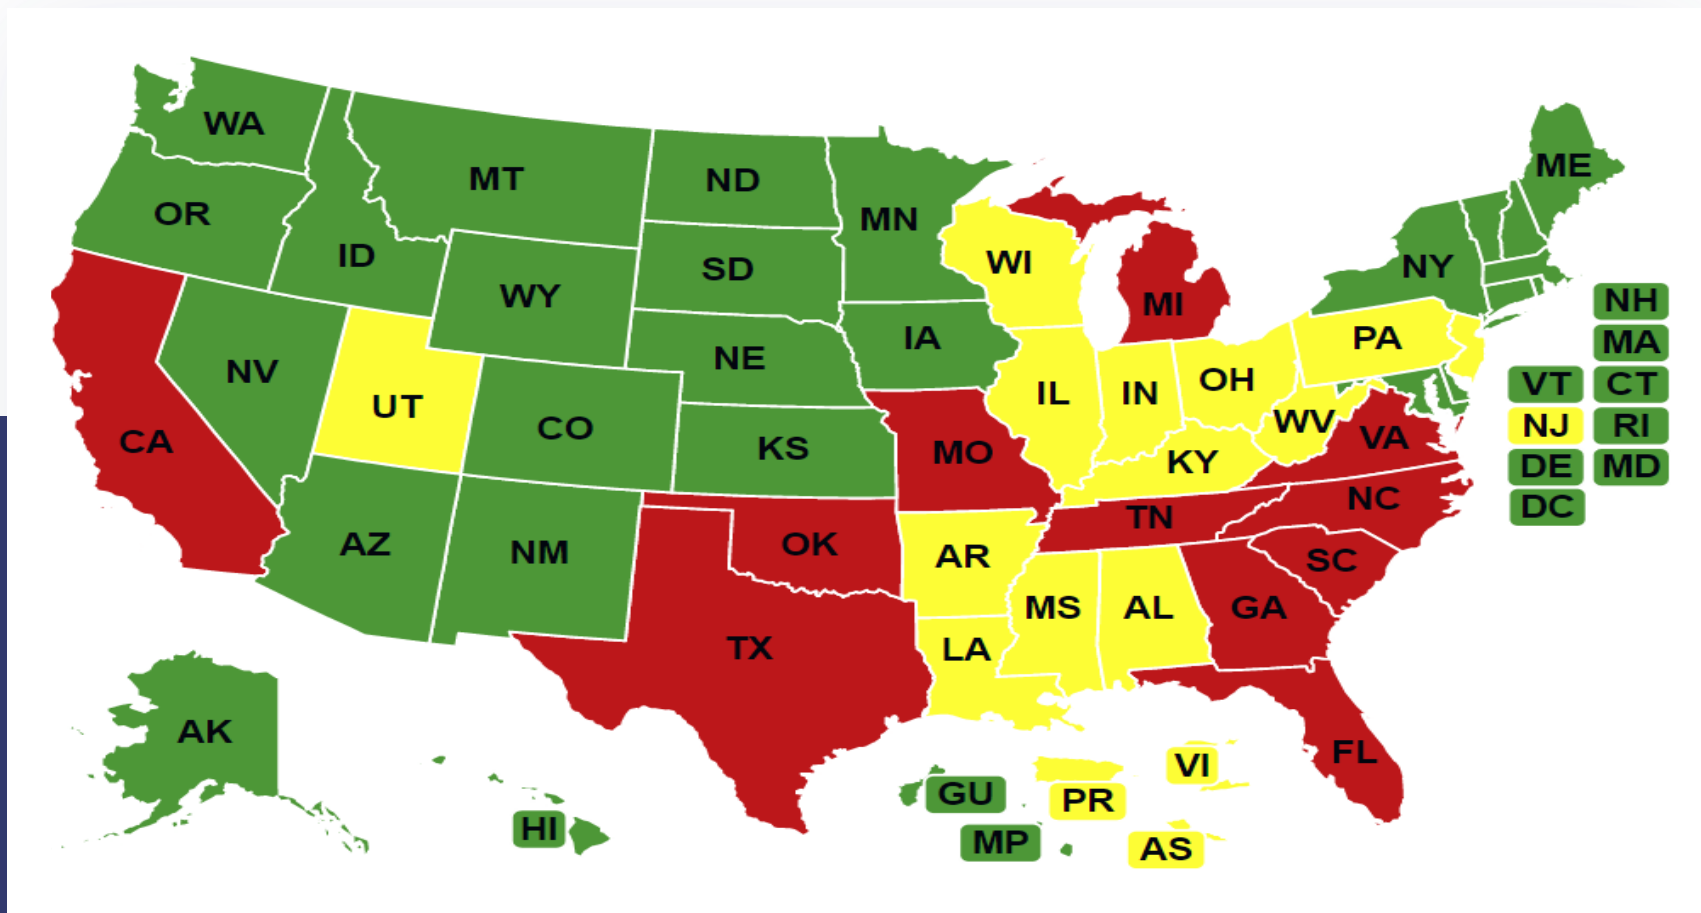 WA
MT
ND
MN
ME
OR
ID
SD
WI
NY
WY
MI
NH
IA
PA
MA
NV
NE
UT
IL
IN
OH
VT
CT
CO
CA
KS
MO
KY
WV
VA
NJ
RI
DE
MD
AZ
NM
OK
AR
TN
NC
DC
SC
TX
LA
MS
AL
GA
AK
FL
HI
GU
PR
VI
MP
AS